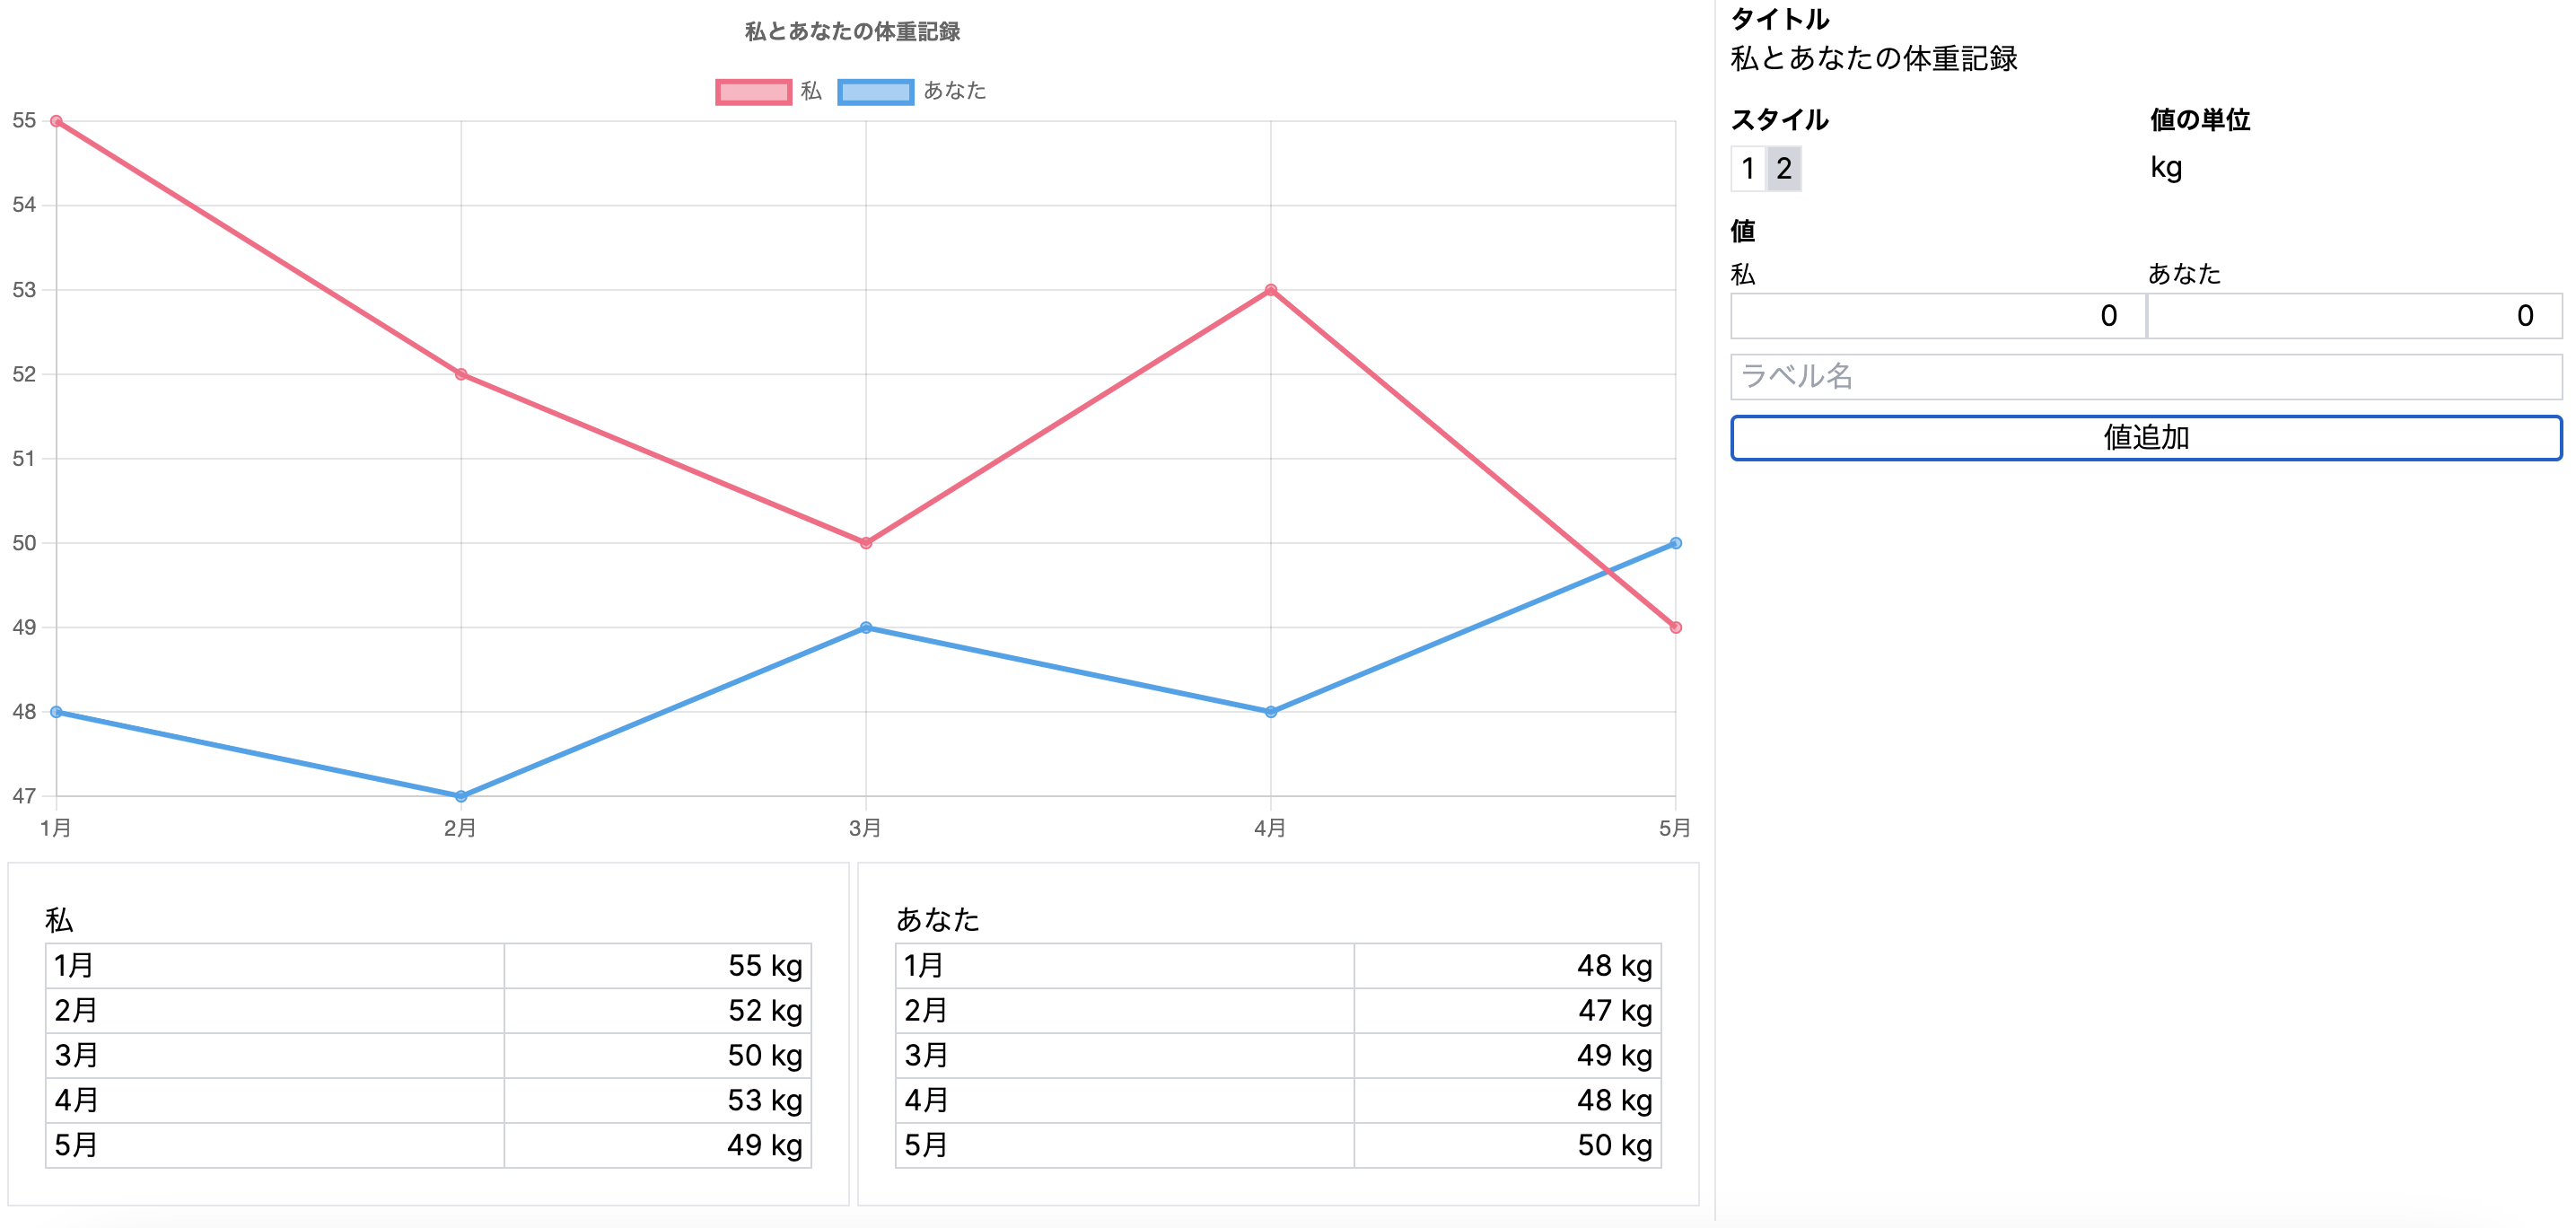 私とあなたの体重記録
私 あなた
55
54
53
52
51
50
49
48
47
1月 2月 3月 4月 5月
私
1月 55 kg
2月 52 kg
3月 50 kg
4月 53 kg
5月 49 kg
あなた
1月 48 kg
2月 47 kg
3月 49 kg
4月 48 kg
5月 50 kg
タイトル
私とあなたの体重記録
スタイル 値の単位
1 2 kg
値
私 あなた
0 0
ラベル名
値追加